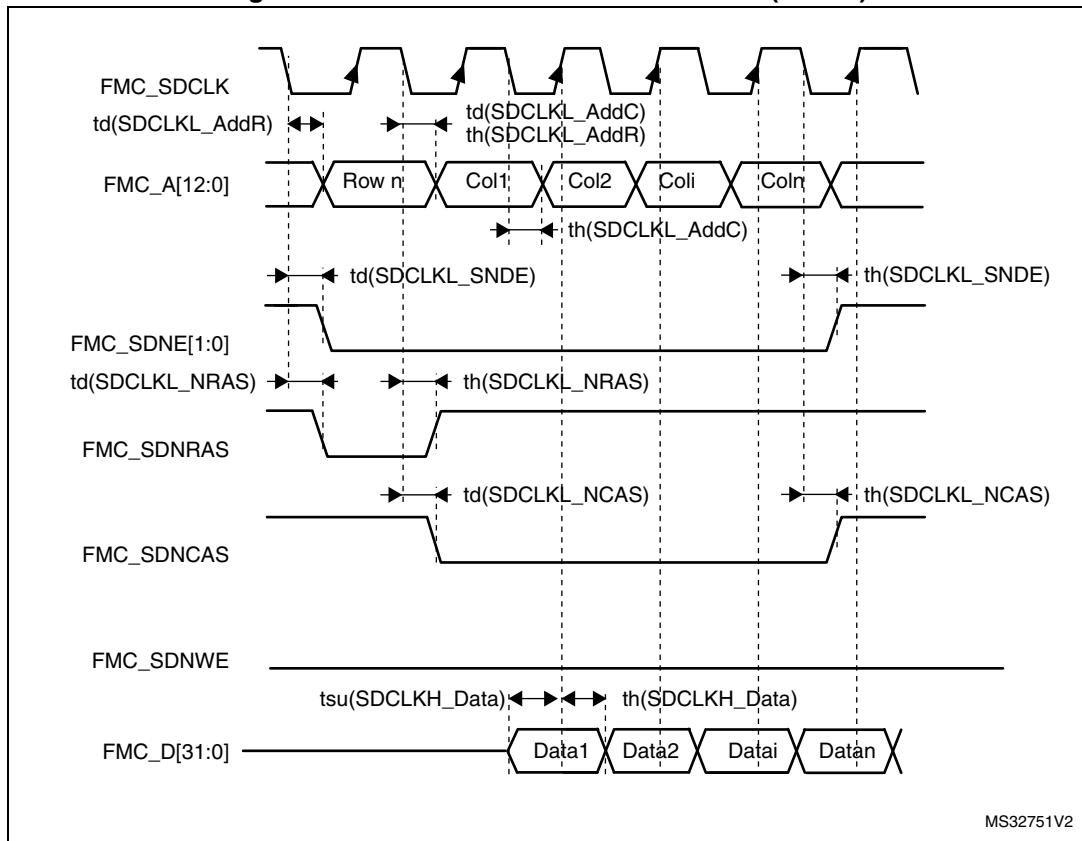 FMC_SDCLK
td(SDCLKL_AddR)
td(SDCLKL_AddC)
th(SDCLKL_AddR)
FMC_A[12:0]
Row n
Col1
Col2
Coli
Coln
th(SDCLKL_AddC)
td(SDCLKL_SNDE)
th(SDCLKL_SNDE)
FMC_SDNE[1:0]
td(SDCLKL_NRAS)
th(SDCLKL_NRAS)
FMC_SDNRAS
td(SDCLKL_NCAS)
th(SDCLKL_NCAS)
FMC_SDNCAS
FMC_SDNWE
tsu(SDCLKH_Data)
th(SDCLKH_Data)
FMC_D[31:0]
Data1
Data2
Datai
Datan
MS32751V2